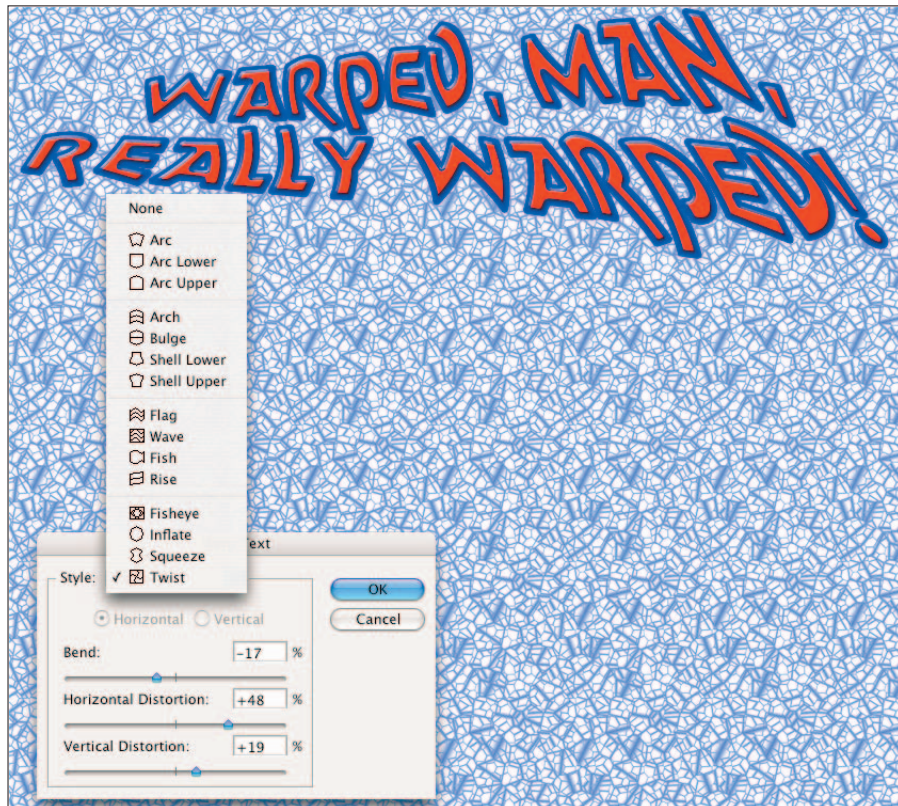 WARPED, MAN,
REALLY WARPED!
None
Arc
Arc Lower
Arc Upper
Arch
Bulge
Shell Lower
Shell Upper
Flag
Wave
Fish
Rise
Fisheye
Inflate
Squeeze
Text
Style: ✓ Twist
OK
Horizontal Vertical
Cancel
Bend: -17 %
Horizontal Distortion: +48 %
Vertical Distortion: +19 %